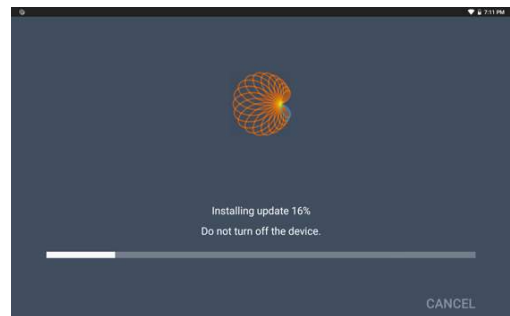 7:11 PM
Installing update 16%
Do not turn off the device.
CANCEL